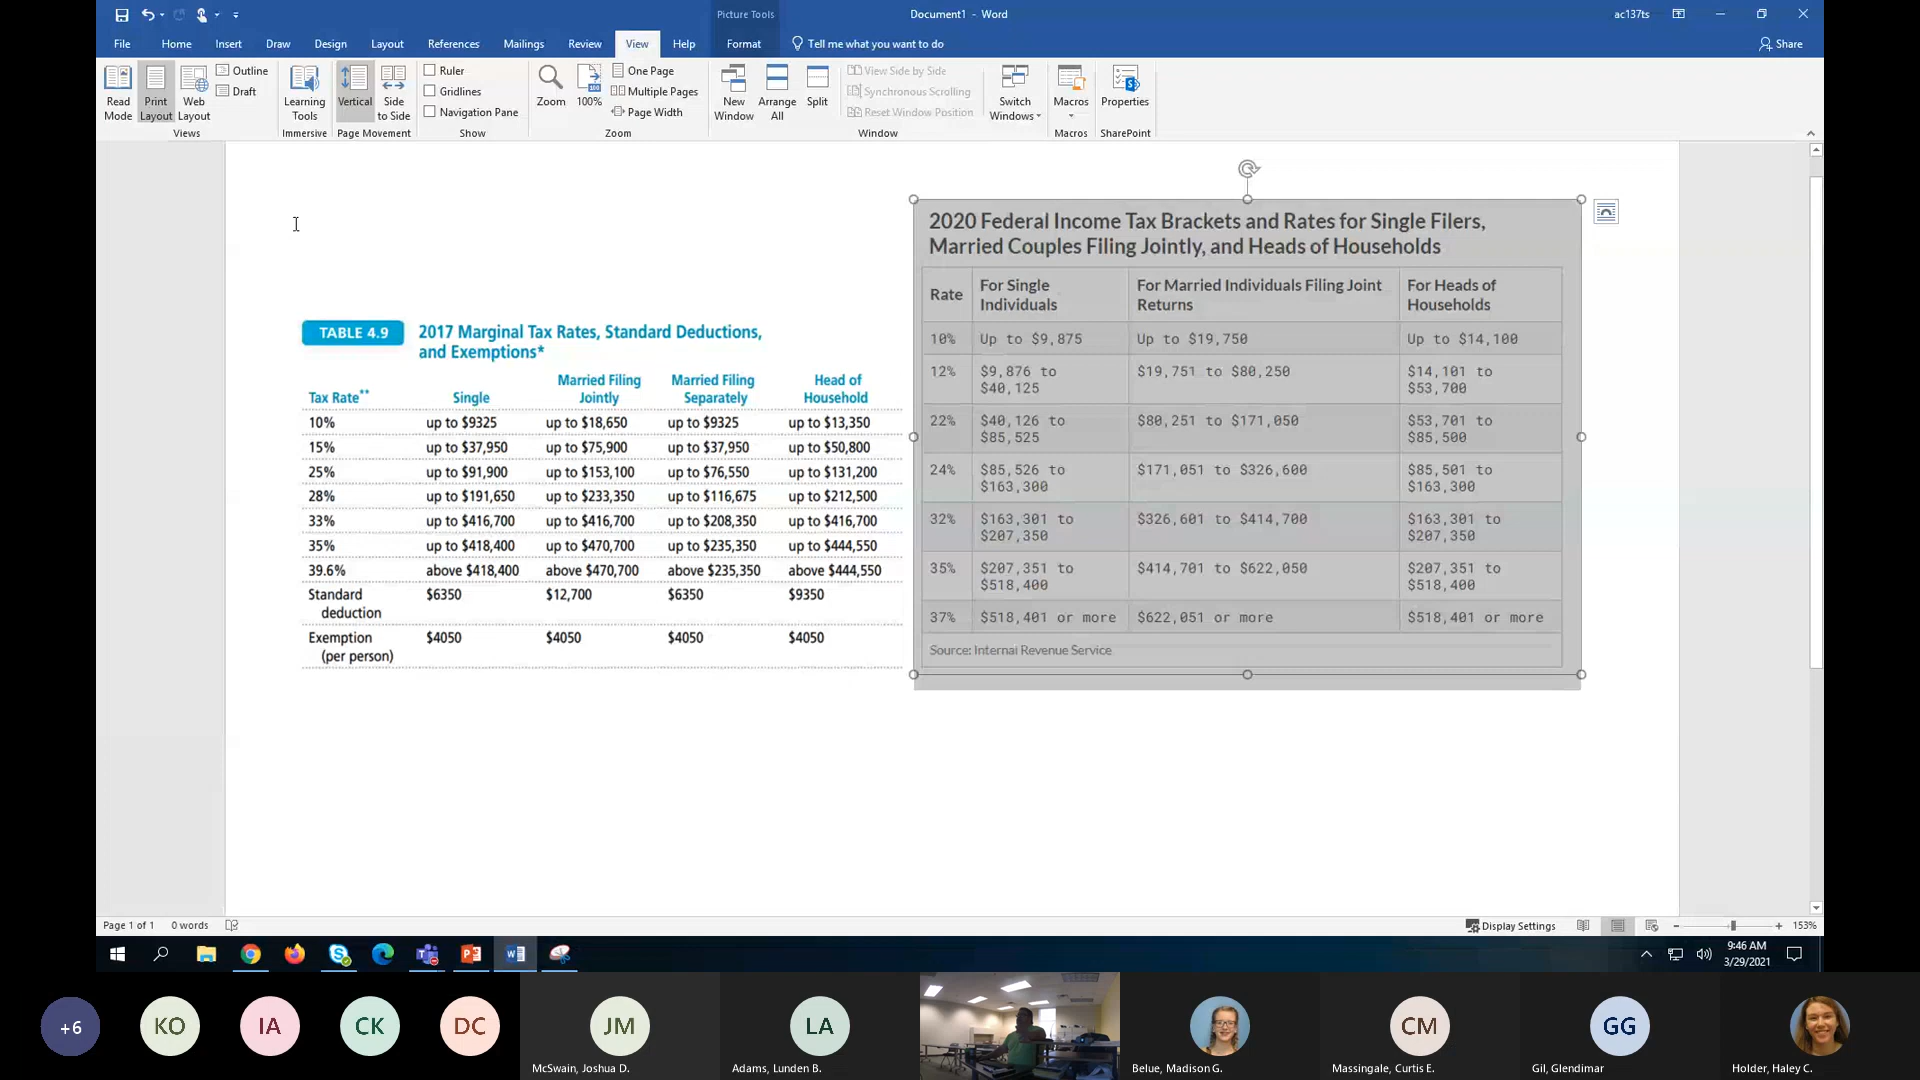 Picture Tools
Document1 - Word
ac137ts
File Home Insert Draw Design Layout References Mailings Review View Help Format Tell me what you want to do Share
Read Mode
Print Layout
Web Layout
Outline
Draft
Views
Learning Tools
Immersive
Vertical
Side to Side
Page Movement
Ruler
Gridlines
Navigation Pane
Show
Zoom
100%
One Page
Multiple Pages
Page Width
Zoom
New Window
Arrange All
Split
View Side by Side
Synchronous Scrolling
Reset Window Position
Window
Switch Windows
Macros
Macros
Properties
SharePoint
TABLE 4.9 2017 Marginal Tax Rates, Standard Deductions,
and Exemptions*
Tax Rate** Single Married Filing Jointly Married Filing Separately Head of Household
10% up to $9325 up to $18,650 up to $9325 up to $13,350
15% up to $37,950 up to $75,900 up to $37,950 up to $50,800
25% up to $91,900 up to $153,100 up to $76,550 up to $131,200
28% up to $191,650 up to $233,350 up to $116,675 up to $212,500
33% up to $416,700 up to $416,700 up to $208,350 up to $416,700
35% up to $418,400 up to $470,700 up to $235,350 up to $444,550
39.6% above $418,400 above $470,700 above $235,350 above $444,550
Standard deduction $6350 $12,700 $6350 $9350
Exemption (per person) $4050 $4050 $4050 $4050
2020 Federal Income Tax Brackets and Rates for Single Filers,
Married Couples Filing Jointly, and Heads of Households
Rate For Single Individuals For Married Individuals Filing Joint Returns For Heads of Households
10% Up to $9,875 Up to $19,750 Up to $14,100
12% $9,876 to $40,125 $19,751 to $80,250 $14,101 to $53,700
22% $40,126 to $85,525 $80,251 to $171,050 $53,701 to $85,500
24% $85,526 to $163,300 $171,051 to $326,600 $85,501 to $163,300
32% $163,301 to $207,350 $326,601 to $414,700 $163,301 to $207,350
35% $207,351 to $518,400 $414,701 to $622,050 $207,351 to $518,400
37% $518,401 or more $622,051 or more $518,401 or more
Source: Internal Revenue Service
Page 1 of 1 0 words
Display Settings
153%
9:46 AM
3/29/2021
+6 KO IA CK DC JM LA CM GG
McSwain, Joshua D. Adams, Lunden B. Belue, Madison G. Massingale, Curtis E. Gil, Glendimar Holder, Haley C.